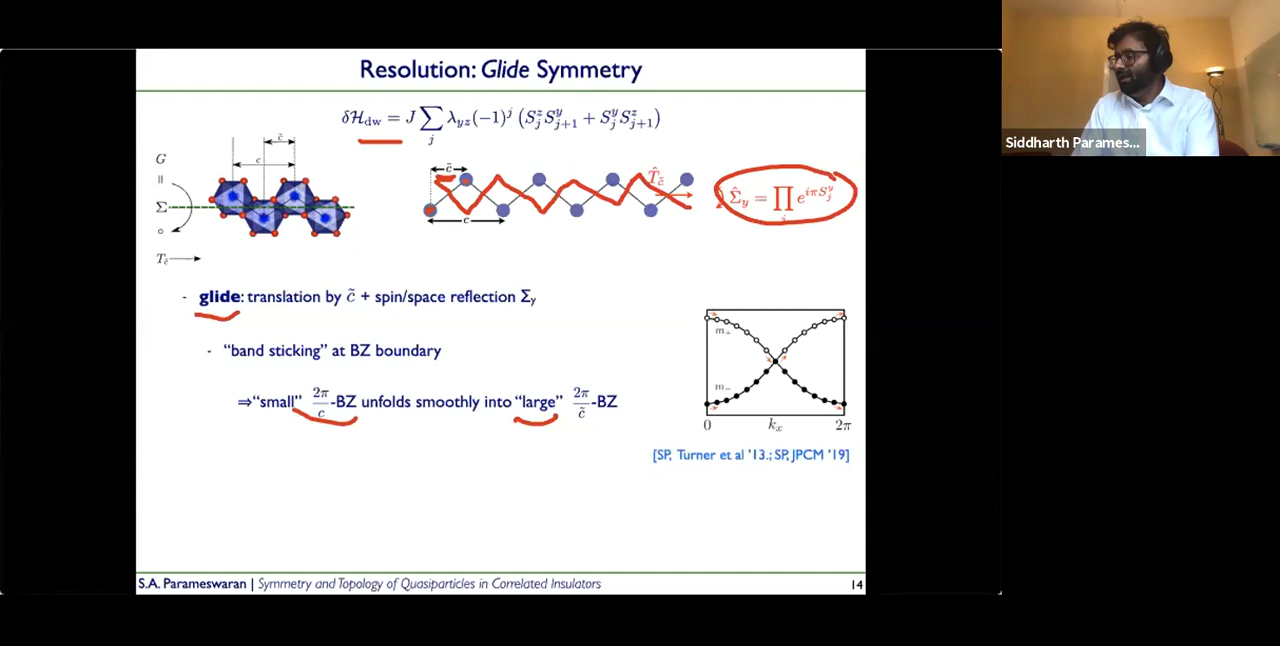 Resolution: Glide Symmetry
δℋ_dw = J ∑_j λ_yz(−1)^j (S^z_j S^y_{j+1} + S^y_j S^z_{j+1})
c̃
c
G
=
Σ
∘
T_c̃
c̃
T̂_c̃
c
Σ̂_y = ∏_j e^{iπS^y_j}
- glide: translation by c̃ + spin/space reflection Σ_y
- "band sticking" at BZ boundary
⇒"small" 2π/c -BZ unfolds smoothly into "large" 2π/c̃ -BZ
m₊
m₋
0 k_x 2π
[SP, Turner et al '13.; SP, JPCM '19]
S.A. Parameswaran | Symmetry and Topology of Quasiparticles in Correlated Insulators 14
Siddharth Parames...